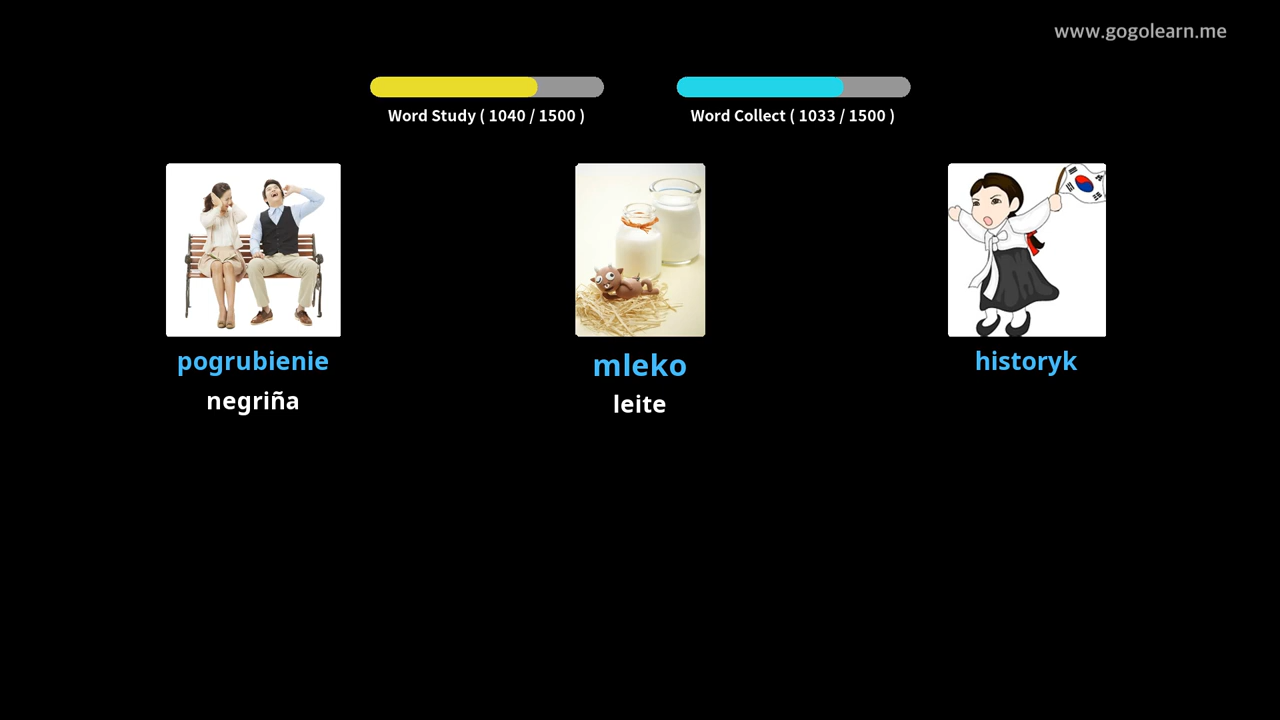 www.gogolearn.me
Word Study ( 1040 / 1500 )
Word Collect ( 1033 / 1500 )
pogrubienie
mleko
historyk
negriña
leite